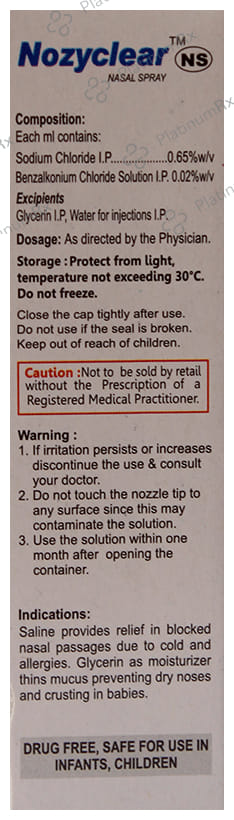 Nozyclear™ NS
NASAL SPRAY
Composition:
Each ml contains:
Sodium Chloride I.P...................0.65%w/v
Benzalkonium Chloride Solution I.P. 0.02%w/v
Excipients
Glycerin I.P, Water for injections I.P.
Dosage: As directed by the Physician.
Storage : Protect from light,
temperature not exceeding 30°C.
Do not freeze.
Close the cap tightly after use.
Do not use if the seal is broken.
Keep out of reach of children.
Caution :Not to be sold by retail
without the Prescription of a
Registered Medical Practitioner.
Warning :
1. If irritation persists or increases
discontinue the use & consult
your doctor.
2. Do not touch the nozzle tip to
any surface since this may
contaminate the solution.
3. Use the solution within one
month after opening the
container.
Indications:
Saline provides relief in blocked
nasal passages due to cold and
allergies. Glycerin as moisturizer
thins mucus preventing dry noses
and crusting in babies.
DRUG FREE, SAFE FOR USE IN
INFANTS, CHILDREN
PlatinumRx